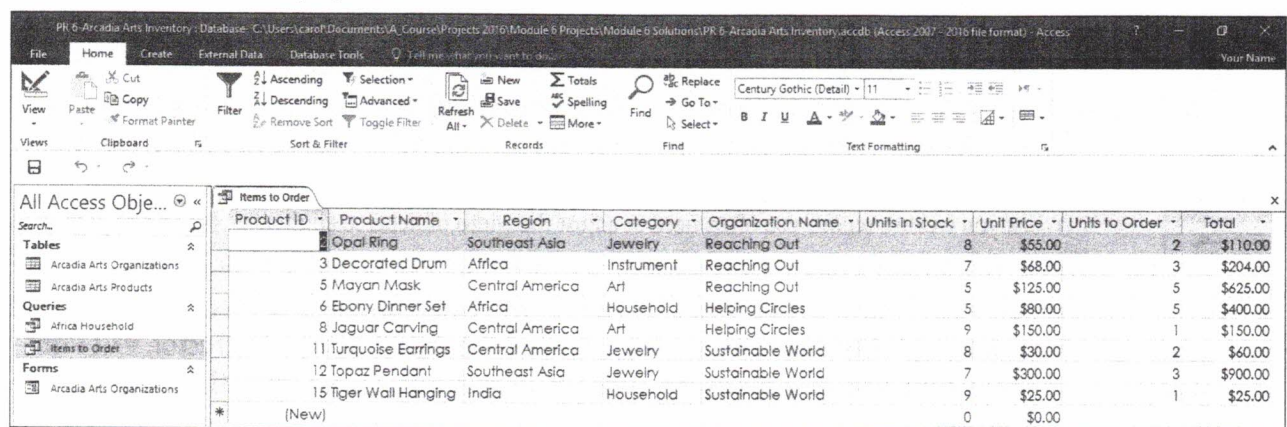 PR 6-Arcadia Arts Inventory : Database- C:\Users\carol\Documents\A_Course\Projects 2016\Module 6 Projects\Module 6 Solutions\PR 6-Arcadia Arts Inventory.accdb (Access 2007 - 2016 file format) - Access ?
File Home Create External Data Database Tools Tell me what you want to do... Your Name
View Paste Cut Copy Format Painter
Filter Ascending Descending Remove Sort Selection Advanced Toggle Filter
Refresh All New Save Delete Totals Spelling More
Find Replace Go To Select
Century Gothic (Detail) 11
B I U A
Views Clipboard Sort & Filter Records Find Text Formatting
All Access Obje...
Search...
Tables
Arcadia Arts Organizations
Arcadia Arts Products
Queries
Africa Household
Items to Order
Forms
Arcadia Arts Organizations
Items to Order
Product ID Product Name Region Category Organization Name Units in Stock Unit Price Units to Order Total
2 Opal Ring Southeast Asia Jewelry Reaching Out 8 $55.00 2 $110.00
3 Decorated Drum Africa Instrument Reaching Out 7 $68.00 3 $204.00
5 Mayan Mask Central America Art Reaching Out 5 $125.00 5 $625.00
6 Ebony Dinner Set Africa Household Helping Circles 5 $80.00 5 $400.00
8 Jaguar Carving Central America Art Helping Circles 9 $150.00 1 $150.00
11 Turquoise Earrings Central America Jewelry Sustainable World 8 $30.00 2 $60.00
12 Topaz Pendant Southeast Asia Jewelry Sustainable World 7 $300.00 3 $900.00
15 Tiger Wall Hanging India Household Sustainable World 9 $25.00 1 $25.00
* (New) 0 $0.00